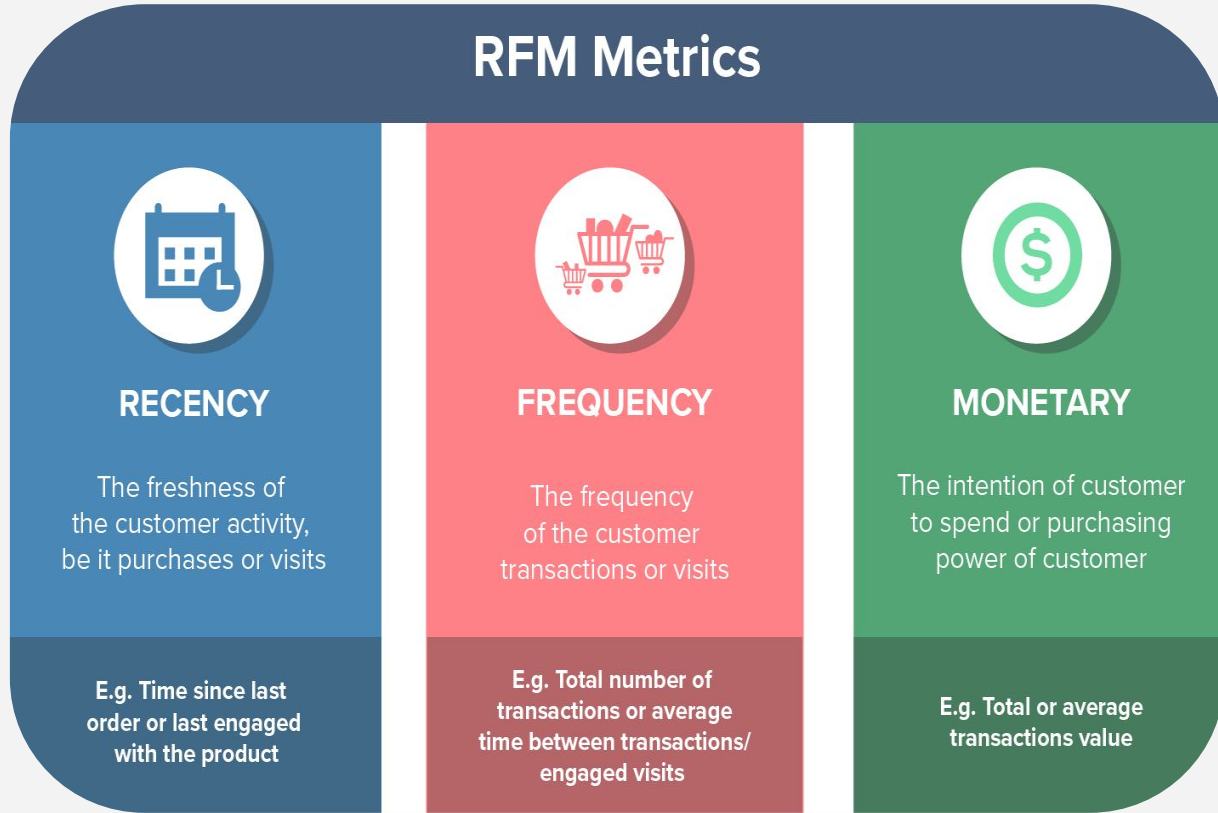 RFM Metrics
RECENCY
The freshness of
the customer activity,
be it purchases or visits
E.g. Time since last
order or last engaged
with the product
FREQUENCY
The frequency
of the customer
transactions or visits
E.g. Total number of
transactions or average
time between transactions/
engaged visits
MONETARY
The intention of customer
to spend or purchasing
power of customer
E.g. Total or average
transactions value